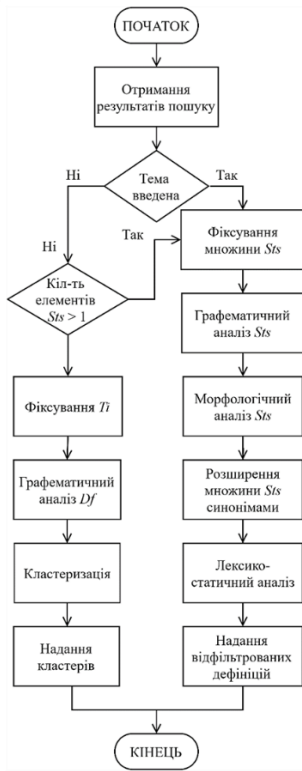 ПОЧАТОК
Отримання
результатів пошуку
Тема
введена
Ні
Так
Ні
Так
Кіл-ть
елементів
Sts > 1
Фіксування
множини Sts
Графематичний
аналіз Sts
Фіксування Ti
Морфологічний
аналіз Sts
Графематичний
аналіз Df
Розширення
множини Sts
синонімами
Кластеризація
Лексико-
статичний аналіз
Надання
кластерів
Надання
відфільтрованих
дефініцій
КІНЕЦЬ